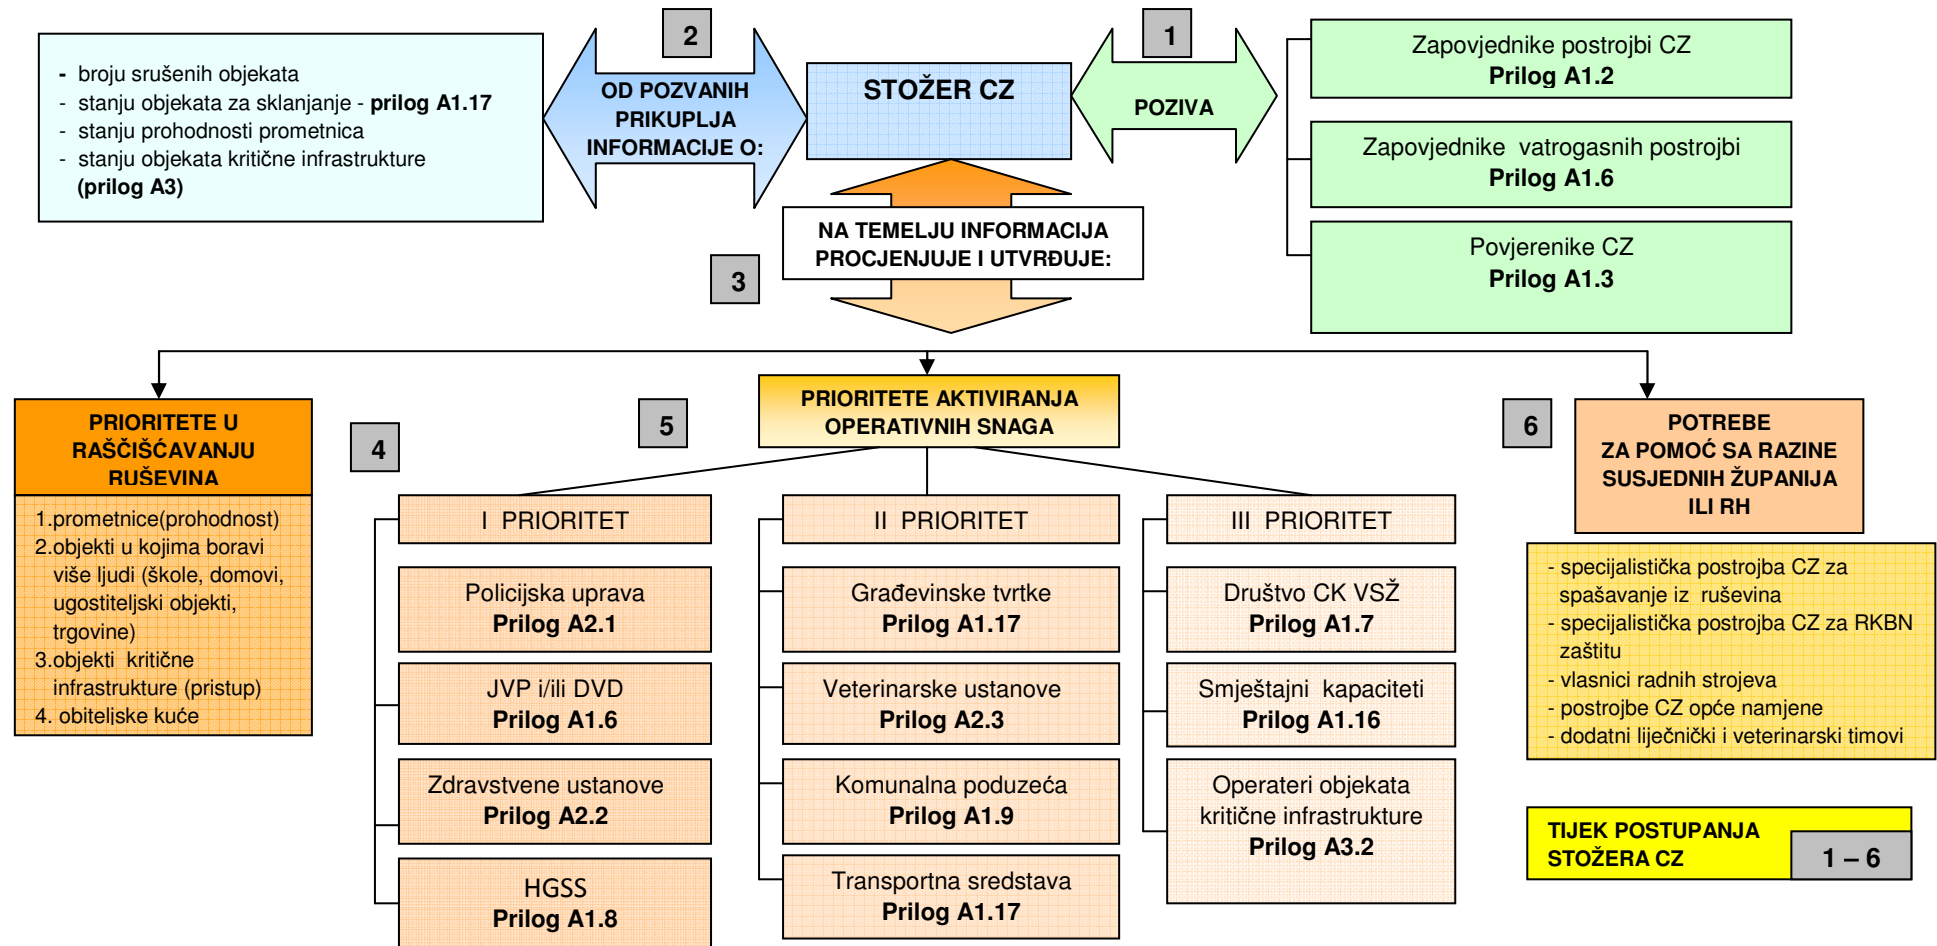 2
1
- broju srušenih objekata
- stanju objekata za sklanjanje - prilog A1.17
- stanju prohodnosti prometnica
- stanju objekata kritične infrastrukture
(prilog A3)
OD POZVANIH
PRIKUPLJA
INFORMACIJE O:
STOŽER CZ
POZIVA
Zapovjednike postrojbi CZ
Prilog A1.2
Zapovjednike vatrogasnih postrojbi
Prilog A1.6
Povjerenike CZ
Prilog A1.3
3
NA TEMELJU INFORMACIJA
PROCJENJUJE I UTVRĐUJE:
PRIORITETE U
RAŠČIŠĆAVANJU
RUŠEVINA
1.prometnice(prohodnost)
2.objekti u kojima boravi
više ljudi (škole, domovi,
ugostiteljski objekti,
trgovine)
3.objekti kritične
infrastrukture (pristup)
4. obiteljske kuće
4
5
PRIORITETE AKTIVIRANJA
OPERATIVNIH SNAGA
I PRIORITET
Policijska uprava
Prilog A2.1
JVP i/ili DVD
Prilog A1.6
Zdravstvene ustanove
Prilog A2.2
HGSS
Prilog A1.8
II PRIORITET
Građevinske tvrtke
Prilog A1.17
Veterinarske ustanove
Prilog A2.3
Komunalna poduzeća
Prilog A1.9
Transportna sredstava
Prilog A1.17
III PRIORITET
Društvo CK VSŽ
Prilog A1.7
Smještajni kapaciteti
Prilog A1.16
Operateri objekata
kritične infrastrukture
Prilog A3.2
6
POTREBE
ZA POMOĆ SA RAZINE
SUSJEDNIH ŽUPANIJA
ILI RH
- specijalistička postrojba CZ za
spašavanje iz ruševina
- specijalistička postrojba CZ za RKBN
zaštitu
- vlasnici radnih strojeva
- postrojbe CZ opće namjene
- dodatni liječnički i veterinarski timovi
TIJEK POSTUPANJA
STOŽERA CZ
1 – 6